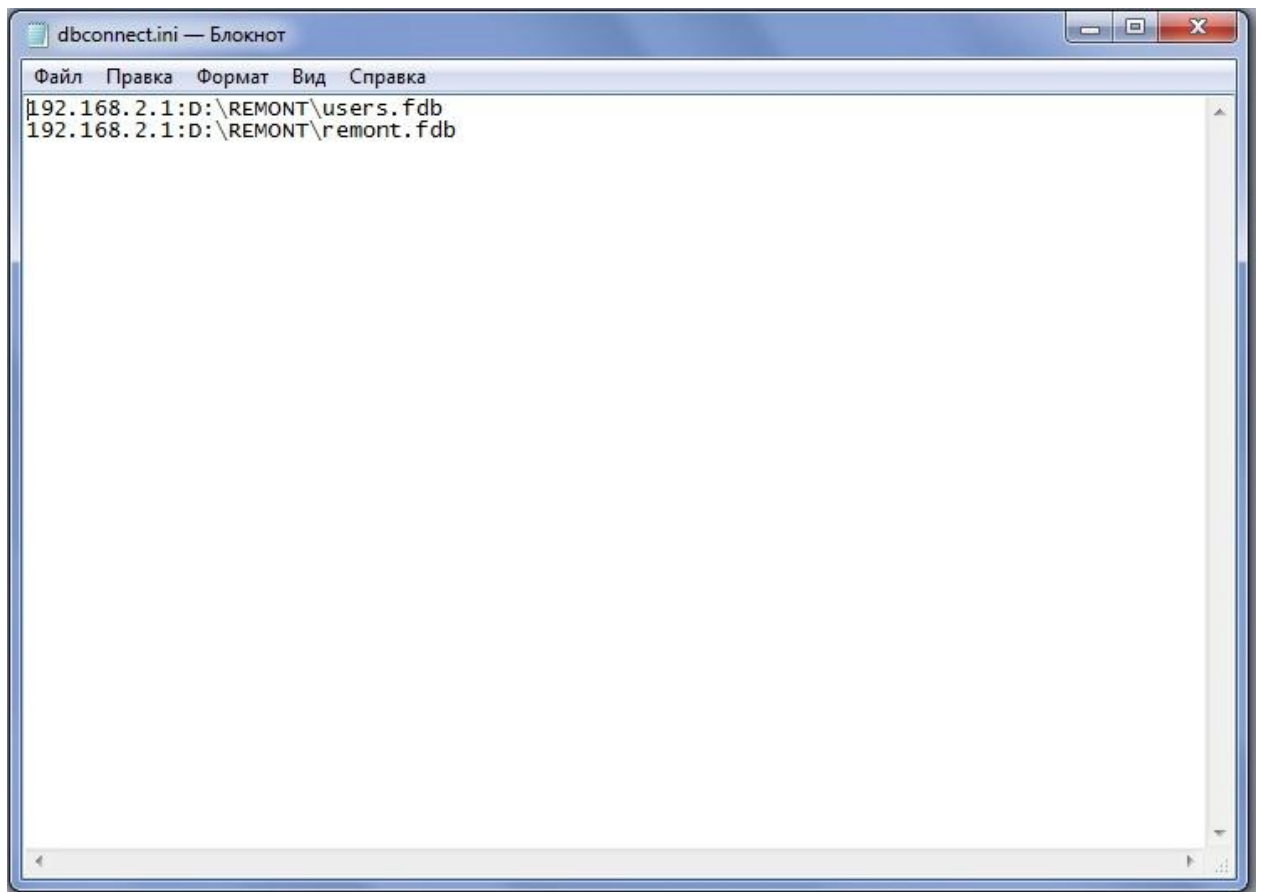 dbconnect.ini — Блокнот
Файл Правка Формат Вид Справка
192.168.2.1:D:\REMONT\users.fdb
192.168.2.1:D:\REMONT\remont.fdb